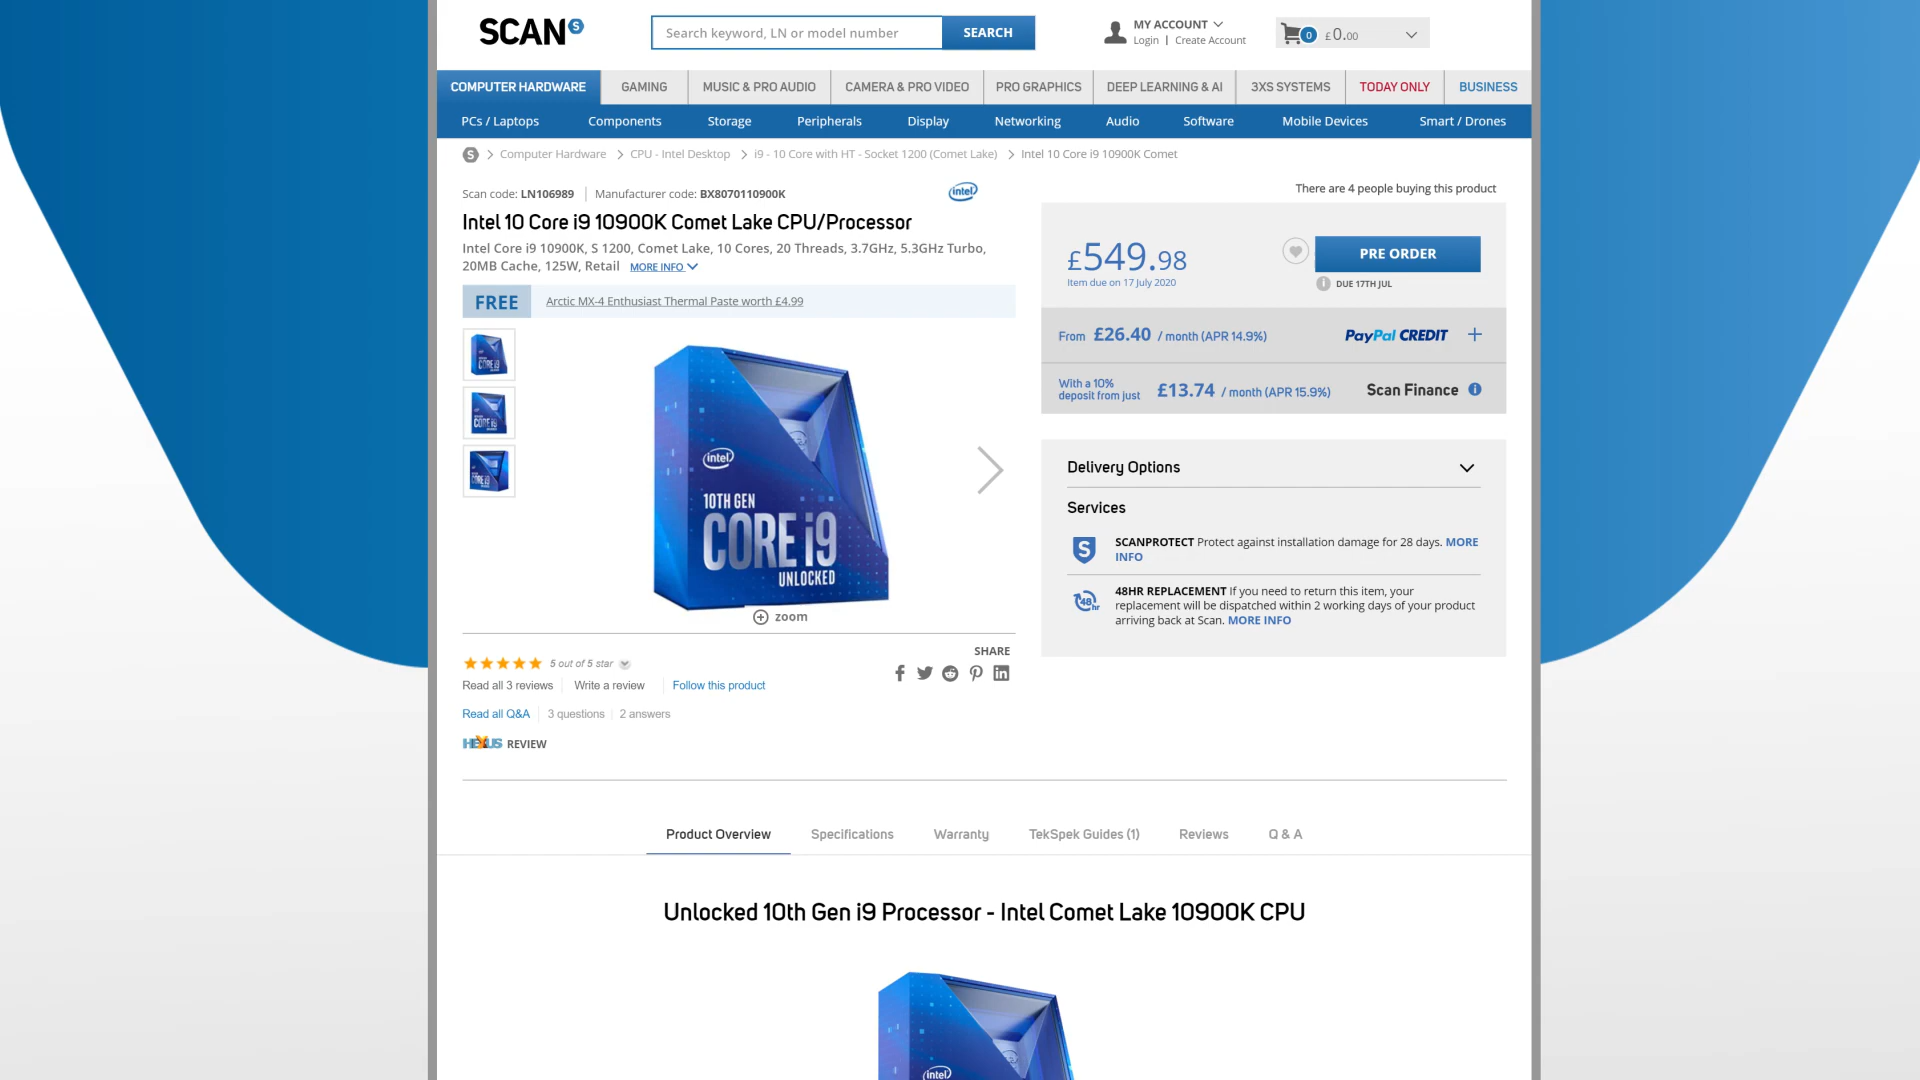 SCAN S
Search keyword, LN or model number
SEARCH
MY ACCOUNT
Login | Create Account
0 £0.00
COMPUTER HARDWARE GAMING MUSIC & PRO AUDIO CAMERA & PRO VIDEO PRO GRAPHICS DEEP LEARNING & AI 3XS SYSTEMS TODAY ONLY BUSINESS
PCs / Laptops Components Storage Peripherals Display Networking Audio Software Mobile Devices Smart / Drones
S > Computer Hardware > CPU - Intel Desktop > i9 - 10 Core with HT - Socket 1200 (Comet Lake) > Intel 10 Core i9 10900K Comet
Scan code: LN106989 | Manufacturer code: BX8070110900K
intel
Intel 10 Core i9 10900K Comet Lake CPU/Processor
Intel Core i9 10900K, S 1200, Comet Lake, 10 Cores, 20 Threads, 3.7GHz, 5.3GHz Turbo,
20MB Cache, 125W, Retail MORE INFO
FREE Arctic MX-4 Enthusiast Thermal Paste worth £4.99
CORE i9
CORE i9
CORE i9
intel
10TH GEN
CORE i9
UNLOCKED
zoom
5 out of 5 star
Read all 3 reviews | Write a review | Follow this product
Read all Q&A | 3 questions | 2 answers
HEXUS REVIEW
SHARE
There are 4 people buying this product
£549.98
Item due on 17 July 2020
PRE ORDER
DUE 17TH JUL
From £26.40 / month (APR 14.9%) PayPal CREDIT +
With a 10%
deposit from just £13.74 / month (APR 15.9%) Scan Finance
Delivery Options
Services
S
SCANPROTECT Protect against installation damage for 28 days. MORE
INFO
48hr
48HR REPLACEMENT If you need to return this item, your
replacement will be dispatched within 2 working days of your product
arriving back at Scan. MORE INFO
Product Overview Specifications Warranty TekSpek Guides (1) Reviews Q & A
Unlocked 10th Gen i9 Processor - Intel Comet Lake 10900K CPU
intel